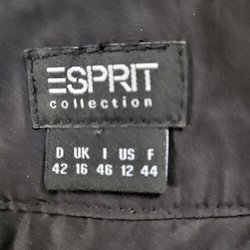 ESPRIT
collection
D UK I US F
42 16 46 12 44